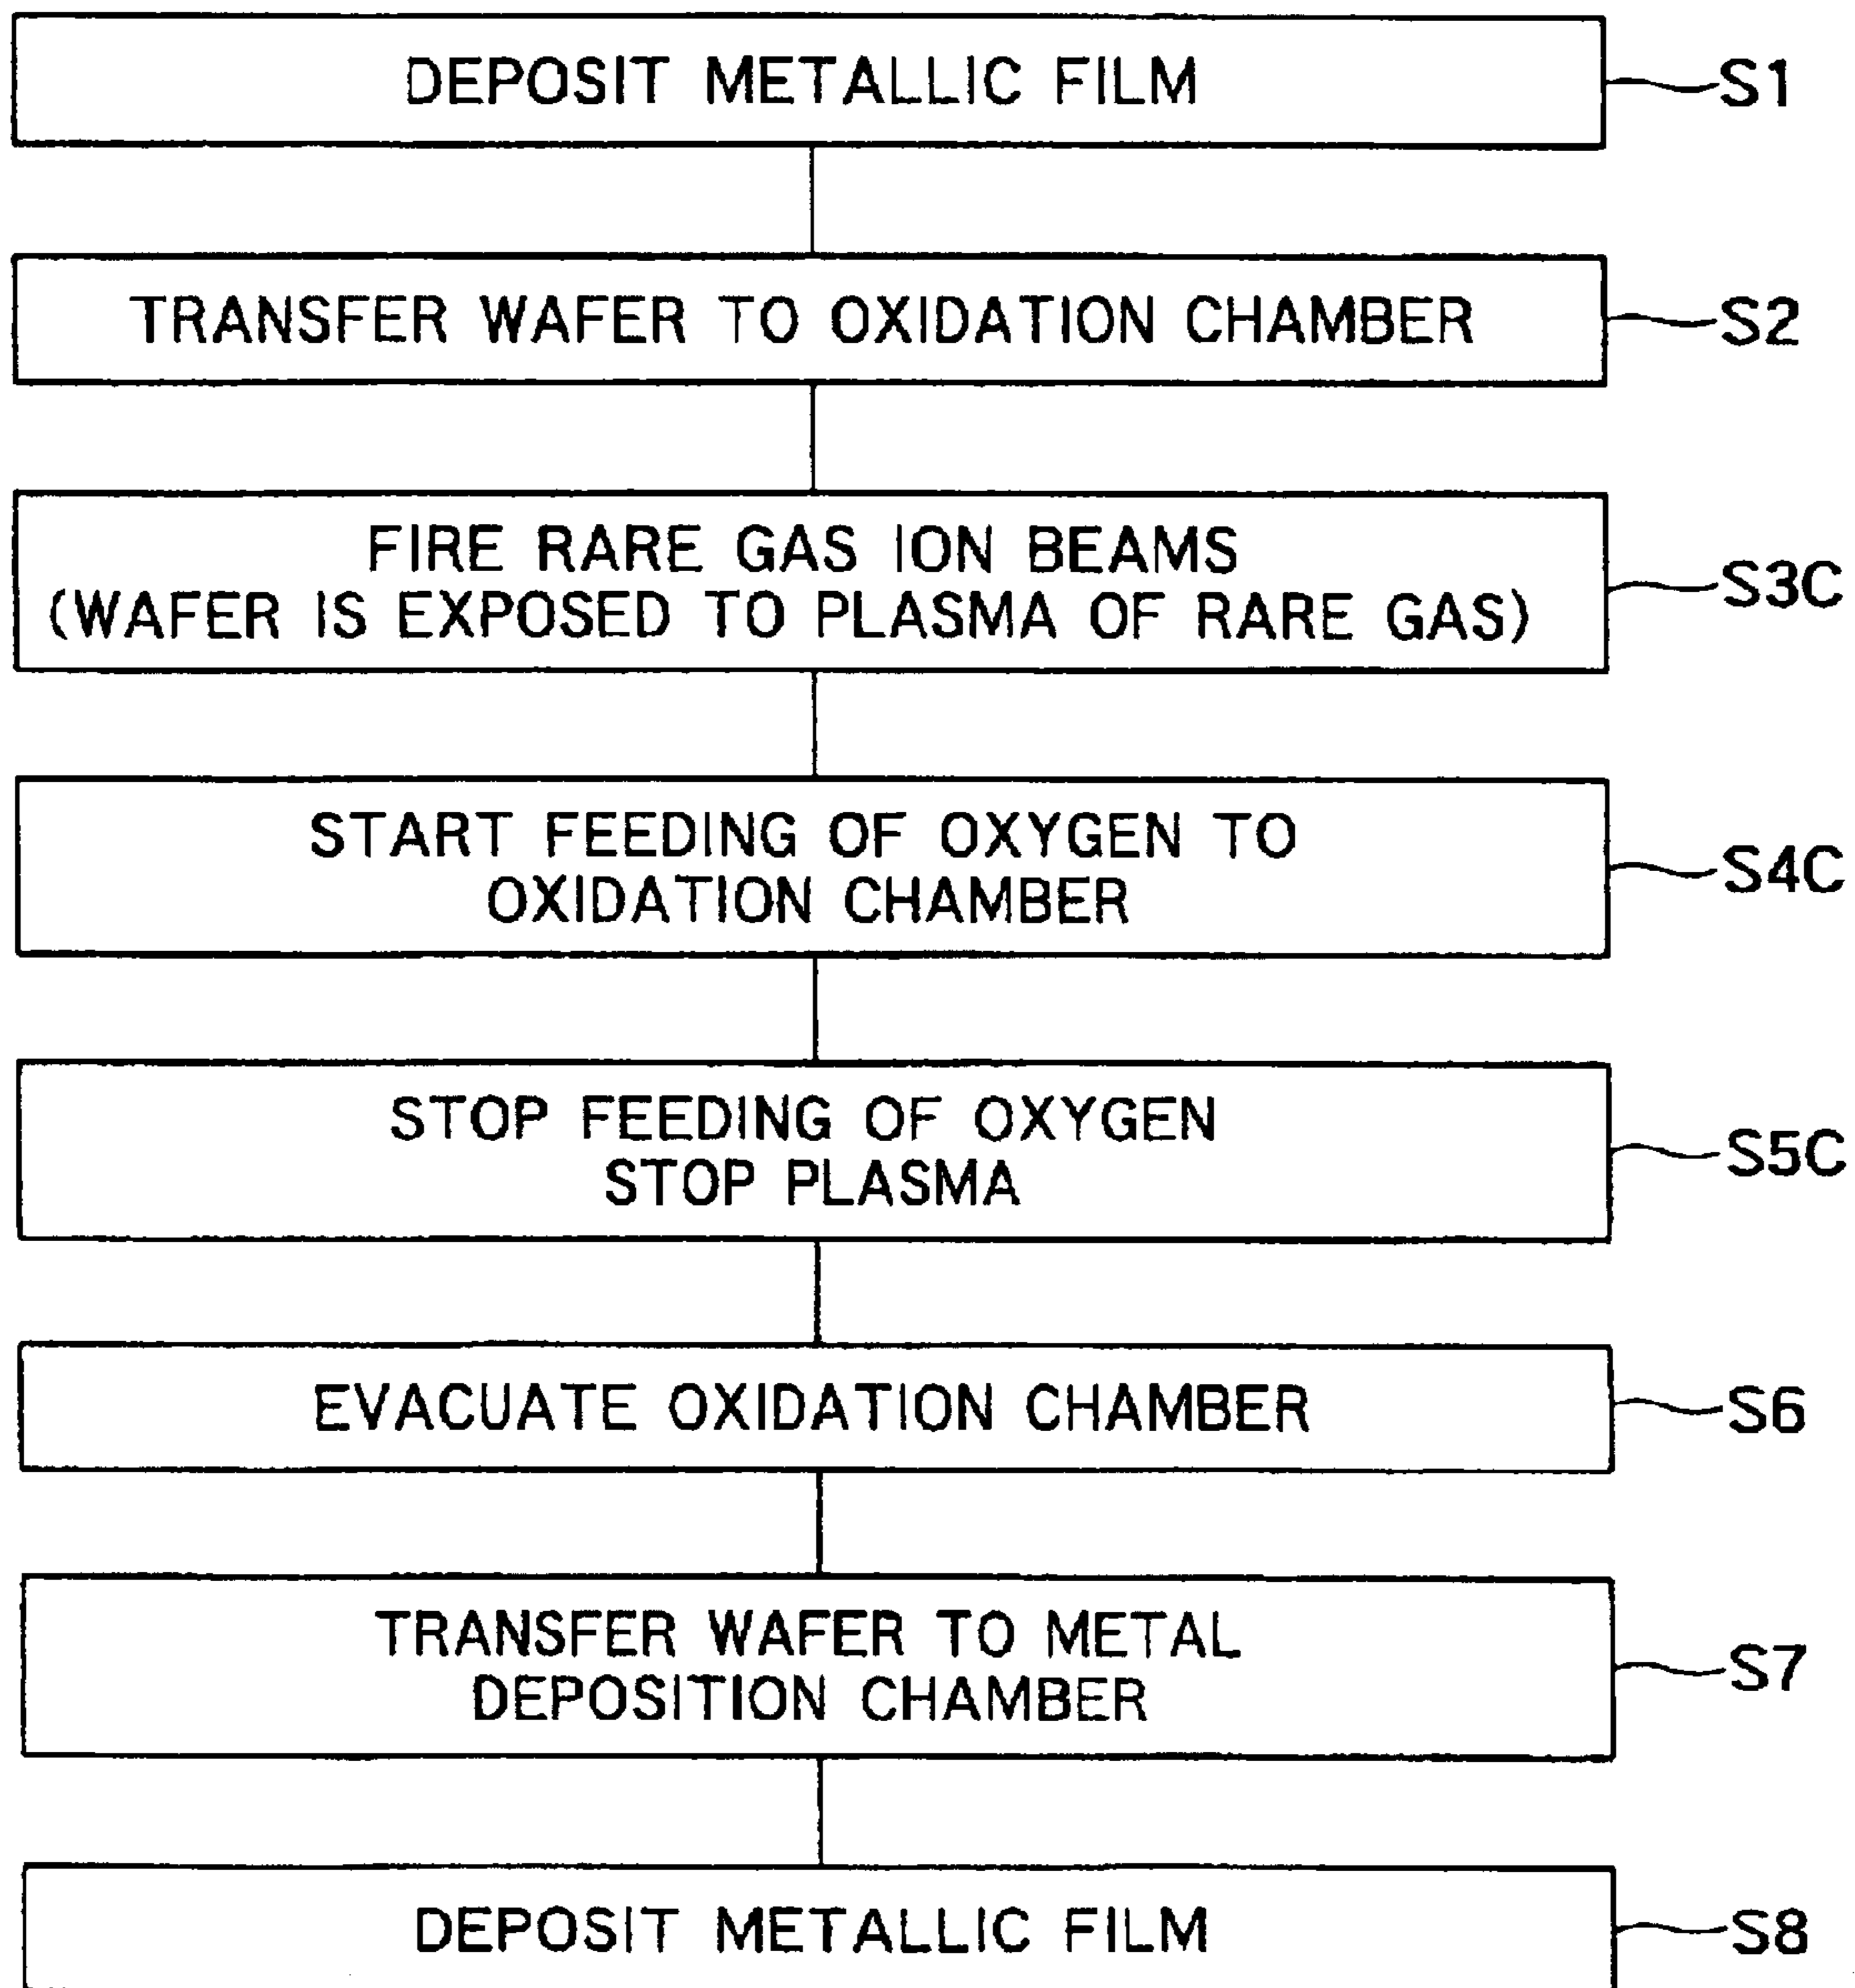 DEPOSIT METALLIC FILM
S1
TRANSFER WAFER TO OXIDATION CHAMBER
S2
FIRE RARE GAS ION BEAMS
(WAFER IS EXPOSED TO PLASMA OF RARE GAS)
S3C
START FEEDING OF OXYGEN TO
OXIDATION CHAMBER
S4C
STOP FEEDING OF OXYGEN
STOP PLASMA
S5C
EVACUATE OXIDATION CHAMBER
S6
TRANSFER WAFER TO METAL
DEPOSITION CHAMBER
S7
DEPOSIT METALLIC FILM
S8